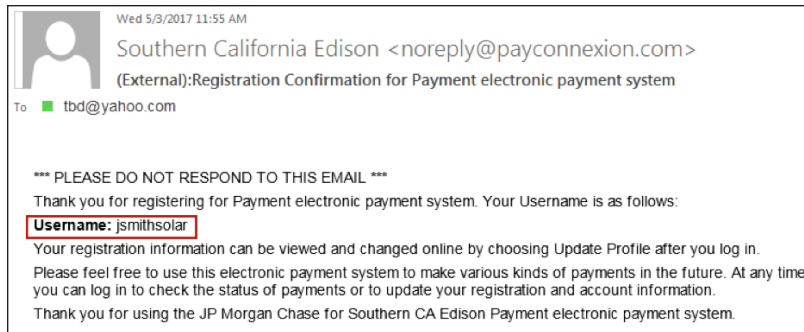 Wed 5/3/2017 11:55 AM
Southern California Edison <noreply@payconnexion.com>
(External):Registration Confirmation for Payment electronic payment system
To tbd@yahoo.com
*** PLEASE DO NOT RESPOND TO THIS EMAIL ***
Thank you for registering for Payment electronic payment system. Your Username is as follows:
Username: jsmithsolar
Your registration information can be viewed and changed online by choosing Update Profile after you log in.
Please feel free to use this electronic payment system to make various kinds of payments in the future. At any time
you can log in to check the status of payments or to update your registration and account information.
Thank you for using the JP Morgan Chase for Southern CA Edison Payment electronic payment system.